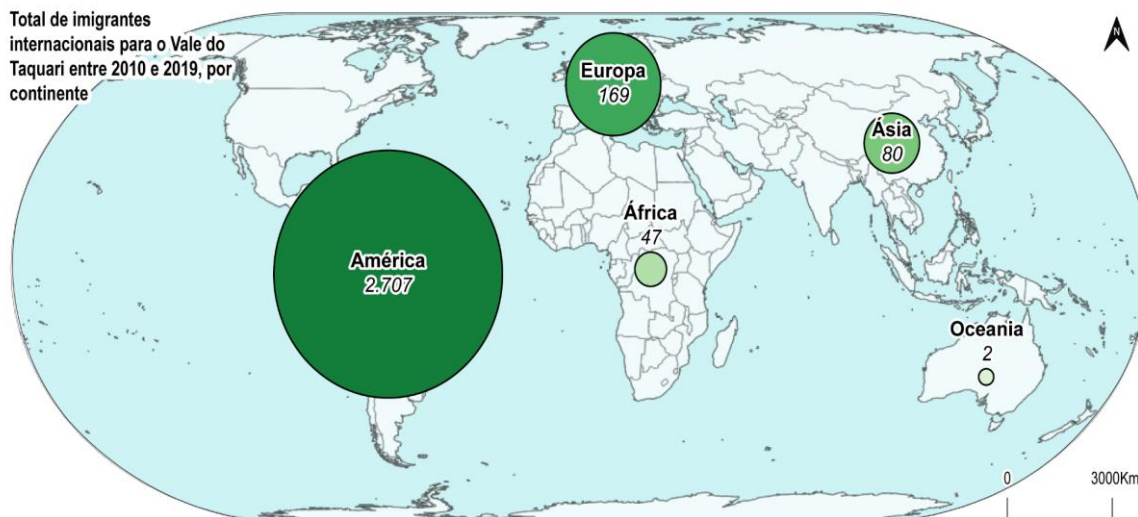 Total de imigrantes
internacionais para o Vale do
Taquari entre 2010 e 2019, por
continente
N
Europa
169
Ásia
80
África
47
América
2.707
Oceania
2
0 3000Km